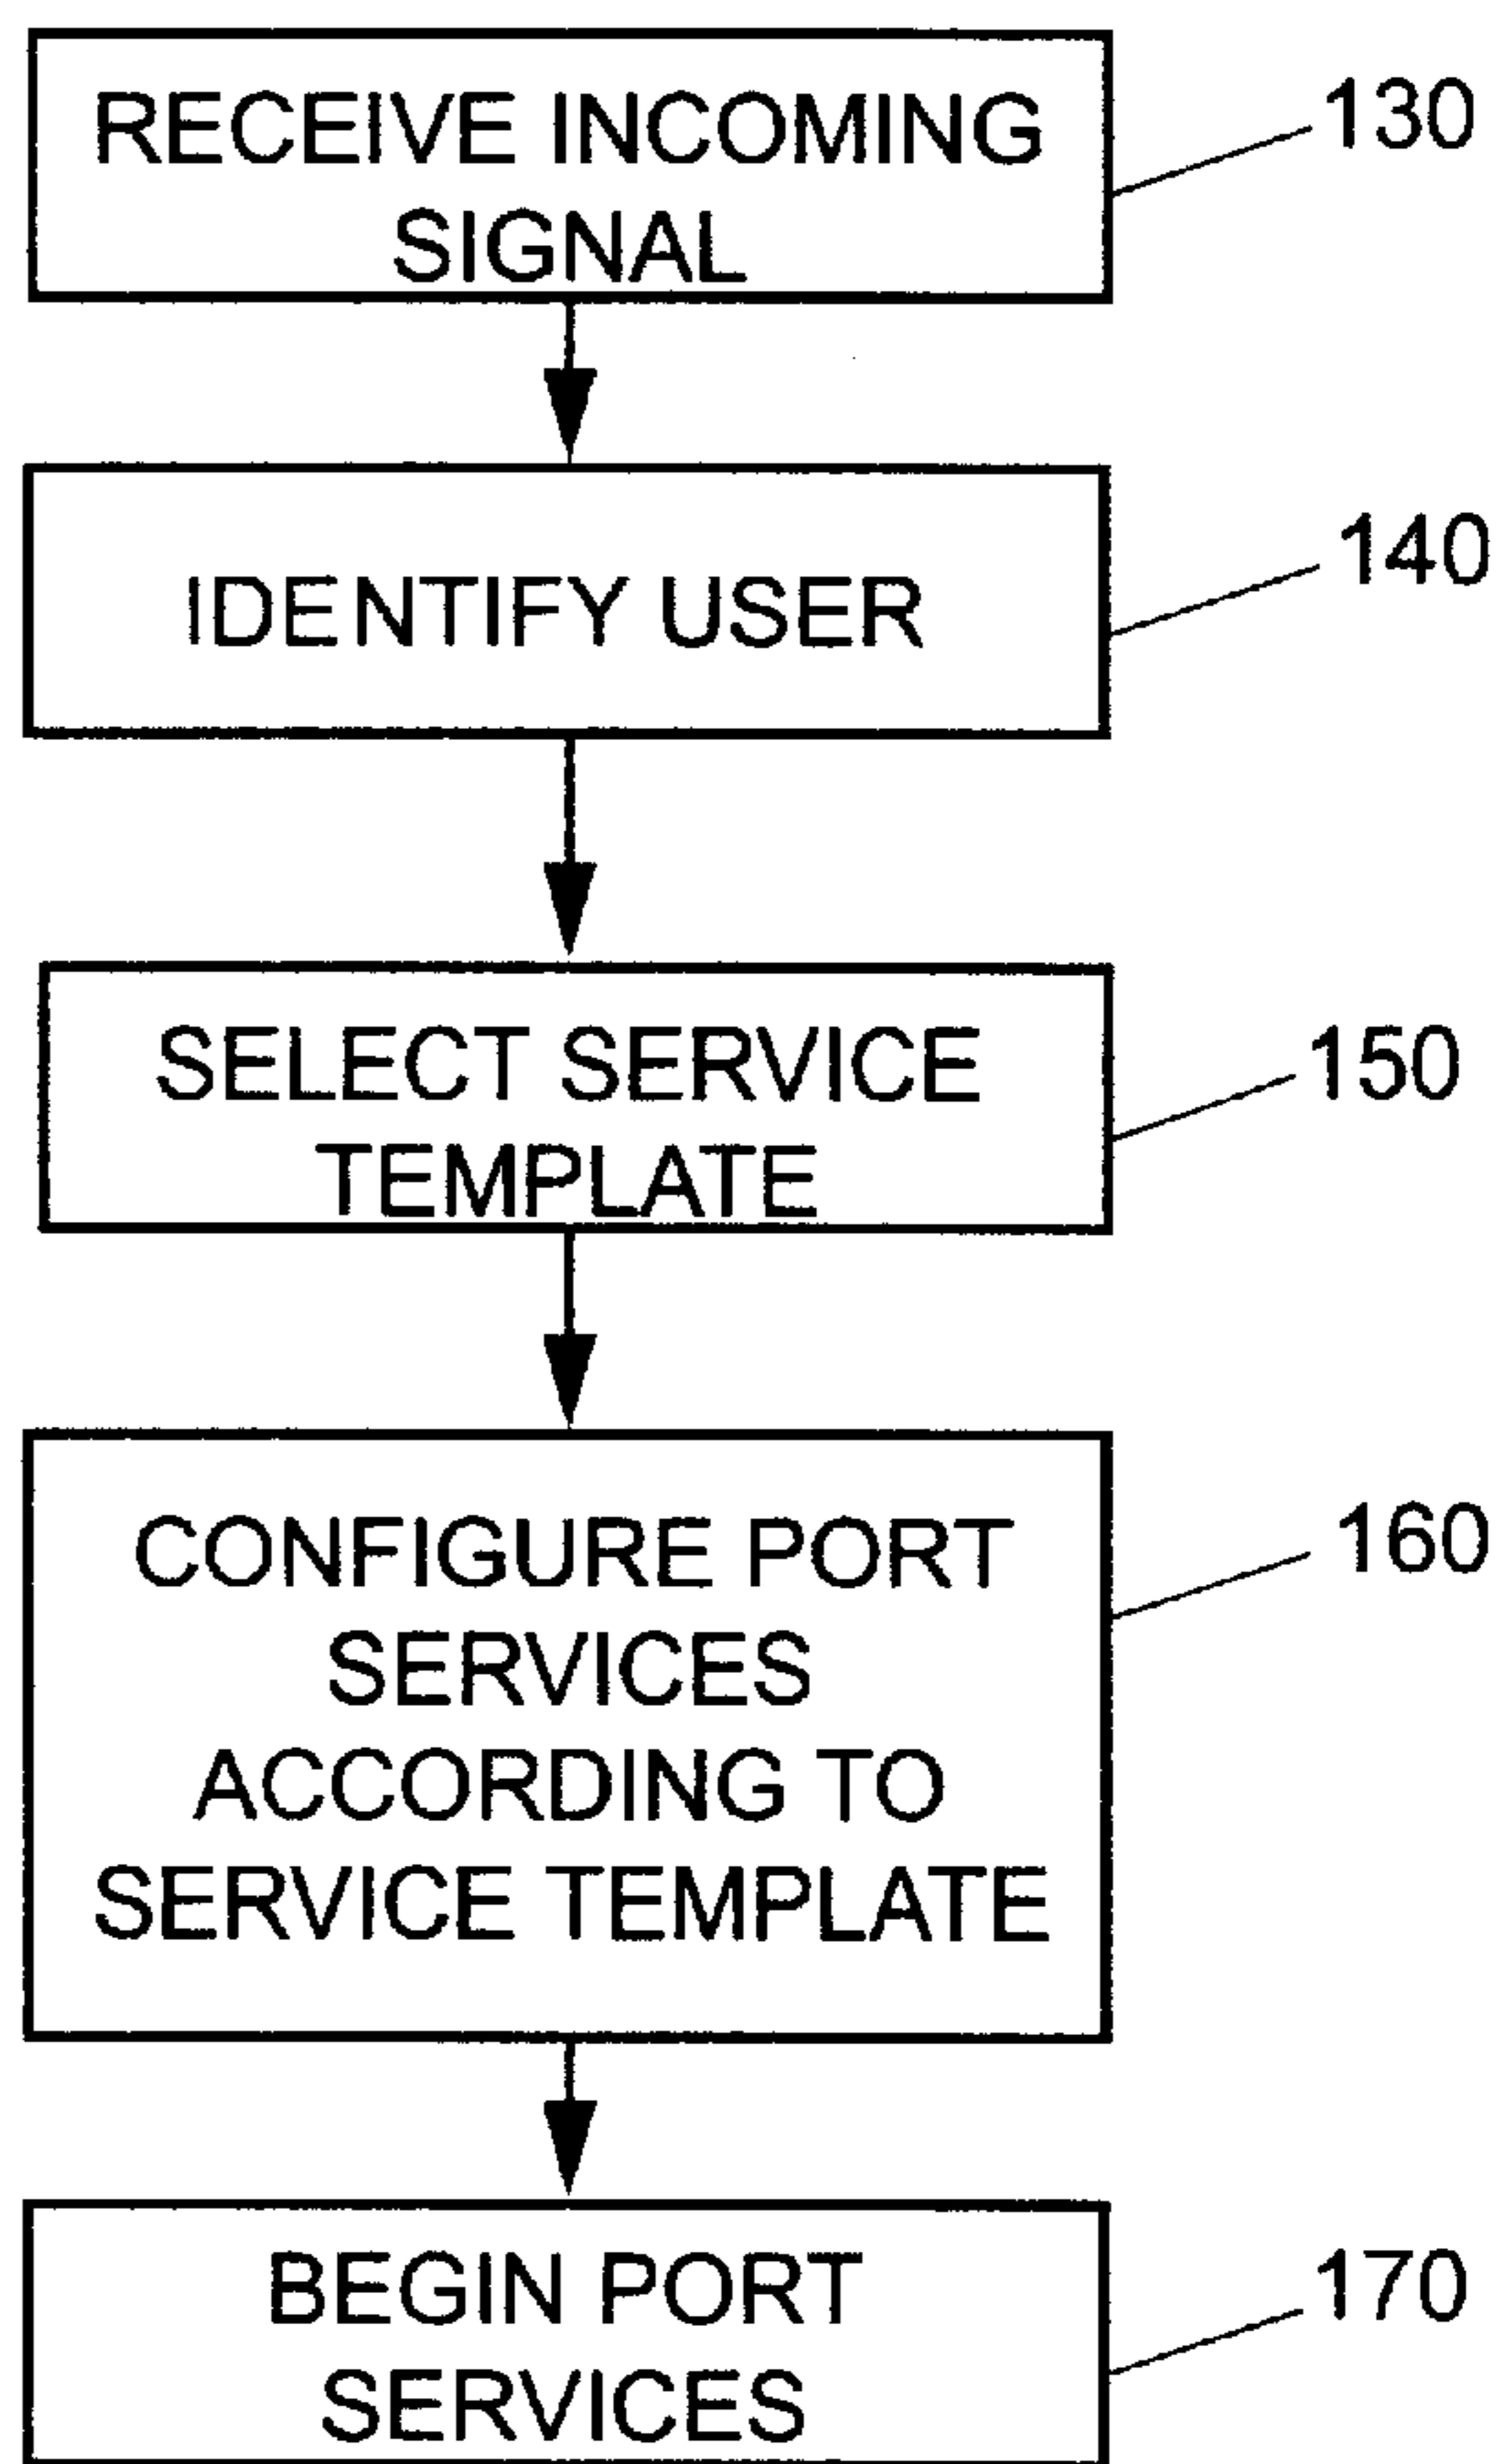 RECEIVE INCOMING
SIGNAL
130
IDENTIFY USER
140
SELECT SERVICE
TEMPLATE
150
CONFIGURE PORT
SERVICES
ACCORDING TO
SERVICE TEMPLATE
160
BEGIN PORT
SERVICES
170